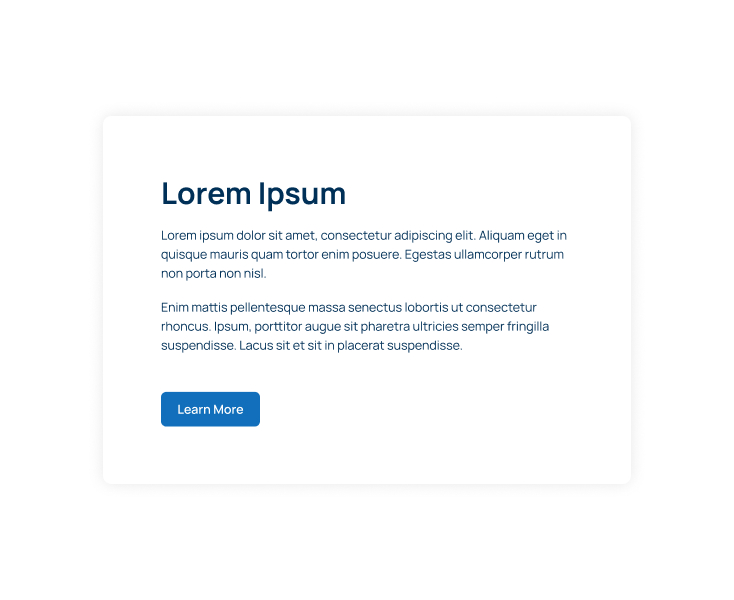 Lorem Ipsum
Lorem ipsum dolor sit amet, consectetur adipiscing elit. Aliquam eget in
quisque mauris quam tortor enim posuere. Egestas ullamcorper rutrum
non porta non nisl.
Enim mattis pellentesque massa senectus lobortis ut consectetur
rhoncus. Ipsum, porttitor augue sit pharetra ultricies semper fringilla
suspendisse. Lacus sit et sit in placerat suspendisse.
Learn More